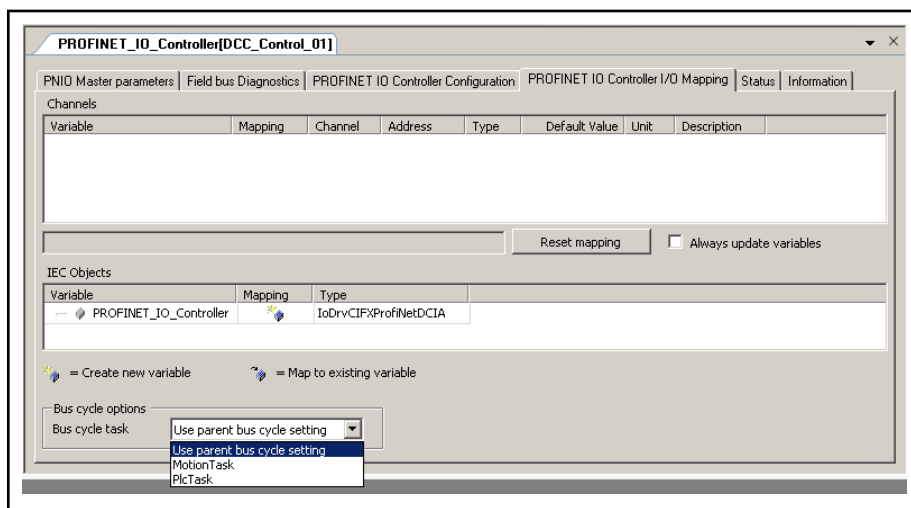 PROFINET_IO_Controller[DCC_Control_01]
PNIO Master parameters Field bus Diagnostics PROFINET IO Controller Configuration PROFINET IO Controller I/O Mapping Status Information
Channels
Variable Mapping Channel Address Type Default Value Unit Description
Reset mapping Always update variables
IEC Objects
Variable Mapping Type
PROFINET_IO_Controller IoDrvCIFXProfiNetDCIA
= Create new variable = Map to existing variable
Bus cycle options
Bus cycle task Use parent bus cycle setting
Use parent bus cycle setting
MotionTask
PlcTask